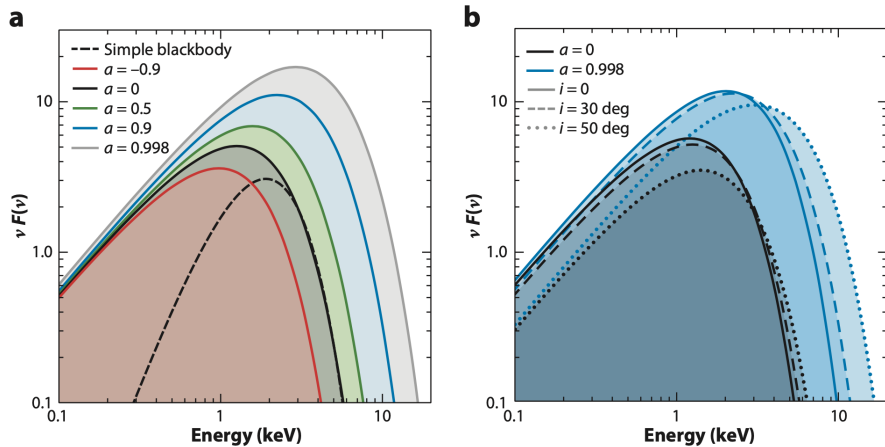 a
Simple blackbody
a = –0.9
a = 0
a = 0.5
a = 0.9
a = 0.998
10
1.0
0.1
ν F(ν)
0.1
1
10
Energy (keV)
b
a = 0
a = 0.998
i = 0
i = 30 deg
i = 50 deg
10
1.0
0.1
ν F(ν)
0.1
1
10
Energy (keV)